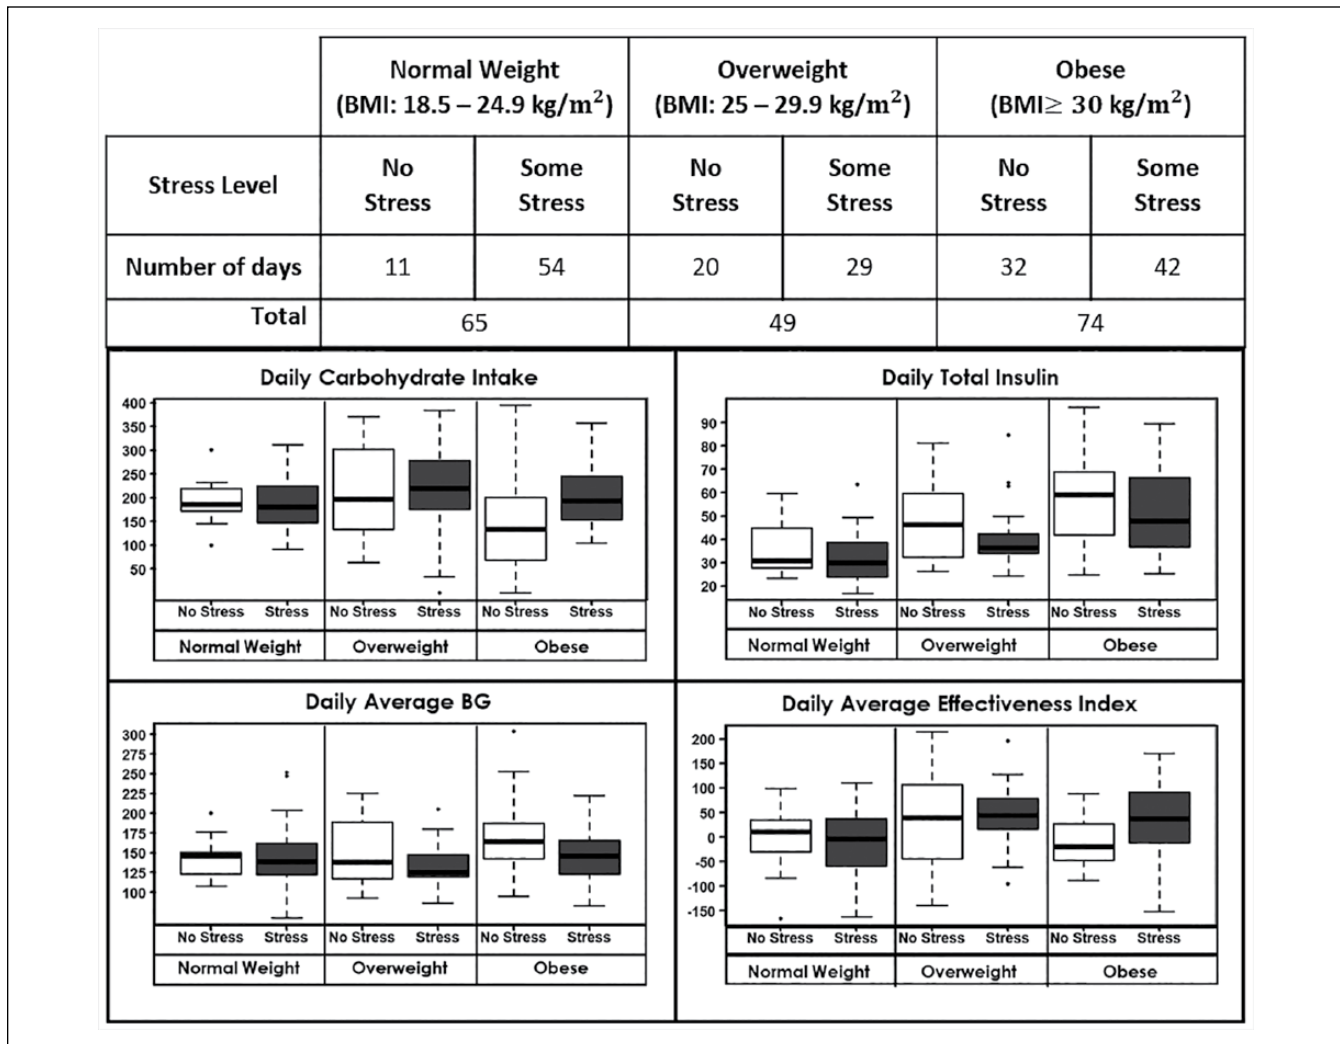 Normal Weight
(BMI: 18.5 – 24.9 kg/m²)
Overweight
(BMI: 25 – 29.9 kg/m²)
Obese
(BMI≥ 30 kg/m²)
Stress Level
No
Stress
Some
Stress
No
Stress
Some
Stress
No
Stress
Some
Stress
Number of days 11 54 20 29 32 42
Total 65 49 74
Daily Carbohydrate Intake
400
350
300
250
200
150
100
50
No Stress Stress No Stress Stress No Stress Stress
Normal Weight Overweight Obese
Daily Total Insulin
90
80
70
60
50
40
30
20
No Stress Stress No Stress Stress No Stress Stress
Normal Weight Overweight Obese
Daily Average BG
300
275
250
225
200
175
150
125
100
No Stress Stress No Stress Stress No Stress Stress
Normal Weight Overweight Obese
Daily Average Effectiveness Index
200
150
100
50
0
-50
-100
-150
No Stress Stress No Stress Stress No Stress Stress
Normal Weight Overweight Obese